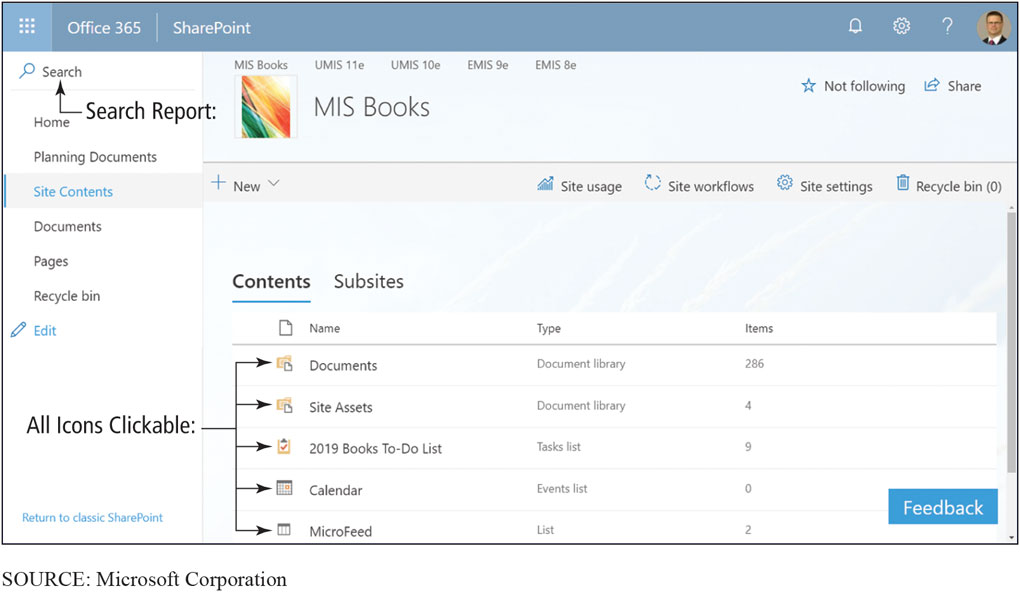 Office 365 SharePoint ?
Search
Search Report:
Home
Planning Documents
Site Contents
Documents
Pages
Recycle bin
Edit
All Icons Clickable:
Return to classic SharePoint
MIS Books UMIS 11e UMIS 10e EMIS 9e EMIS 8e
MIS Books
Not following Share
New Site usage Site workflows Site settings Recycle bin (0)
Contents Subsites
Name Type Items
Documents Document library 286
Site Assets Document library 4
2019 Books To-Do List Tasks list 9
Calendar Events list 0
MicroFeed List 2
Feedback
SOURCE: Microsoft Corporation